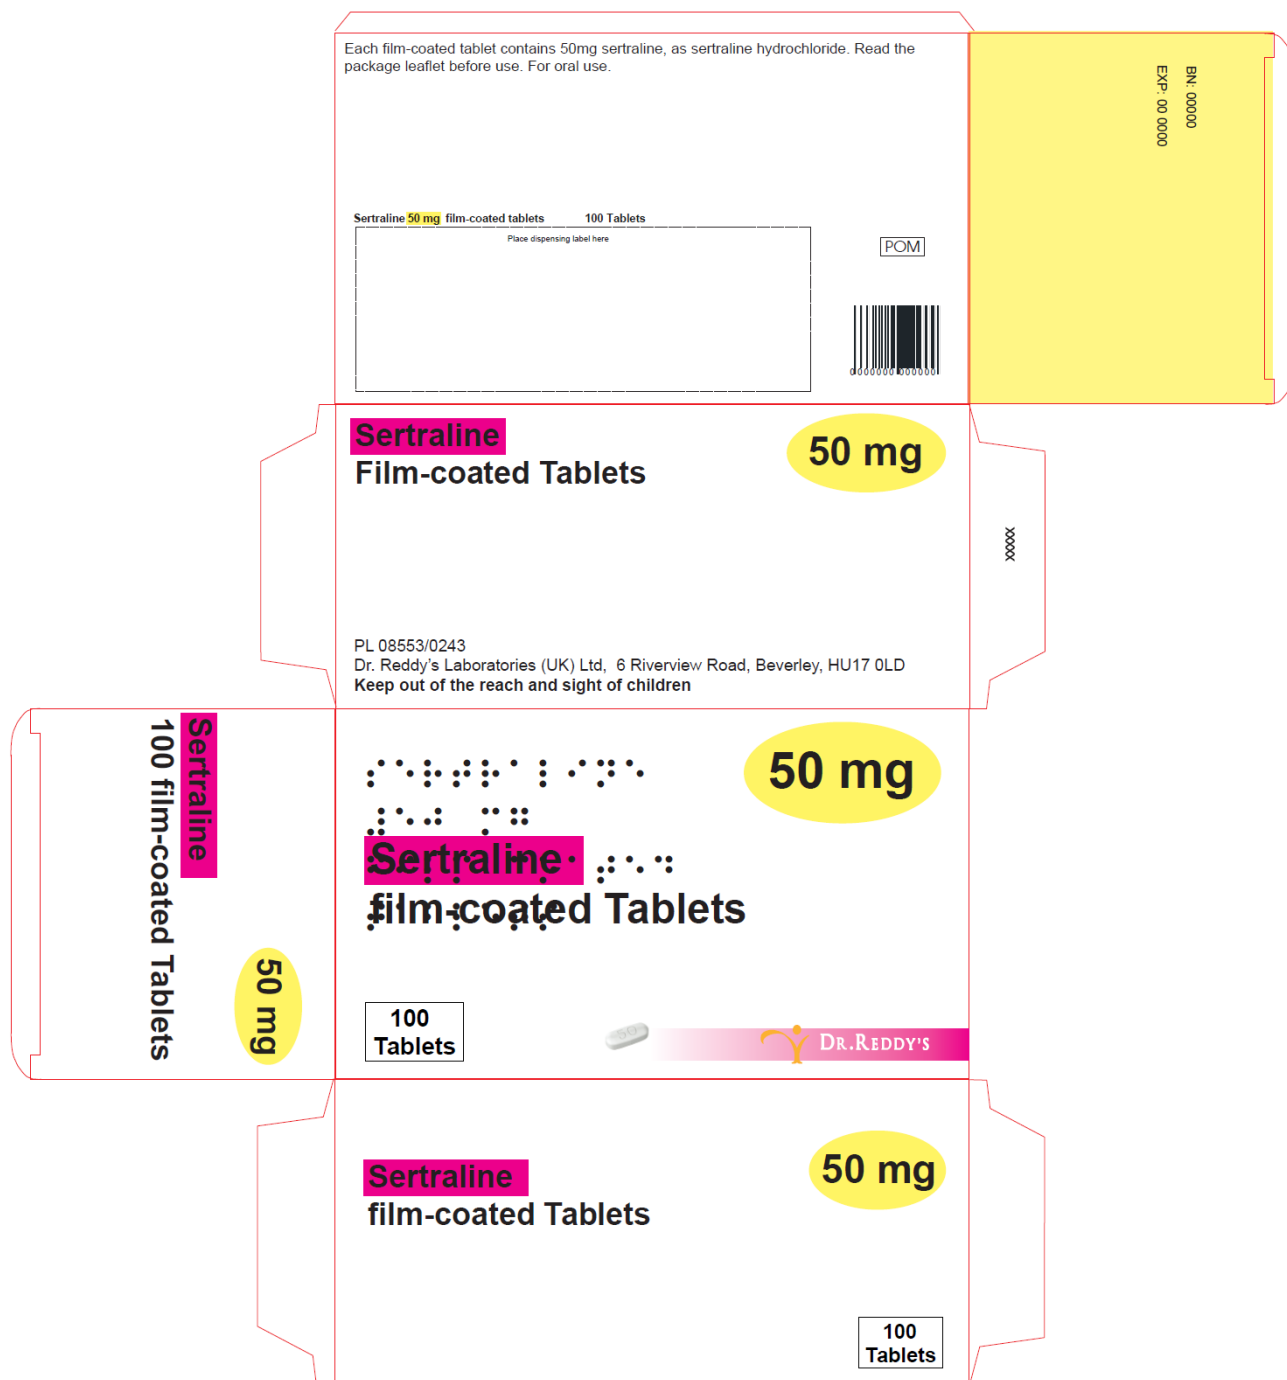 Each film-coated tablet contains 50mg sertraline, as sertraline hydrochloride. Read the
package leaflet before use. For oral use.
BN: 00000
EXP: 00 0000
Sertraline 50 mg film-coated tablets 100 Tablets
Place dispensing label here
POM
0000000 000000
Sertraline
Film-coated Tablets
50 mg
XXXXX
PL 08553/0243
Dr. Reddy's Laboratories (UK) Ltd, 6 Riverview Road, Beverley, HU17 0LD
Keep out of the reach and sight of children
Sertraline
100 film-coated Tablets
50 mg
50 mg
⠎⠑⠗⠞⠗⠁⠇⠊⠝⠑
⠼⠑⠚ ⠍⠛
Sertraline
film-coated Tablets
100
Tablets
DR.REDDY'S
Sertraline
film-coated Tablets
50 mg
100
Tablets